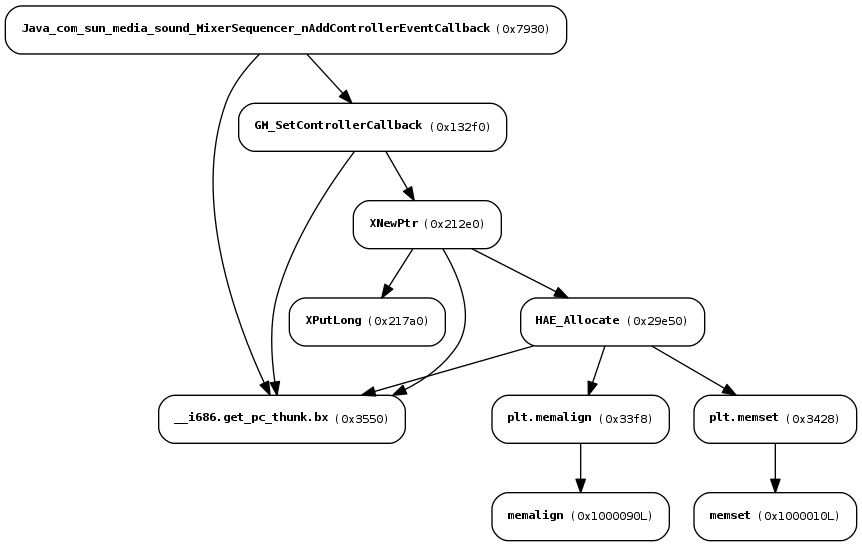 Java_com_sun_media_sound_MixerSequencer_nAddControllerEventCallback (0x7930)
GM_SetControllerCallback (0x132f0)
XNewPtr (0x212e0)
XPutLong (0x217a0)
HAE_Allocate (0x29e50)
__i686.get_pc_thunk.bx (0x3550)
plt.memalign (0x33f8)
plt.memset (0x3428)
memalign (0x1000090L)
memset (0x1000010L)